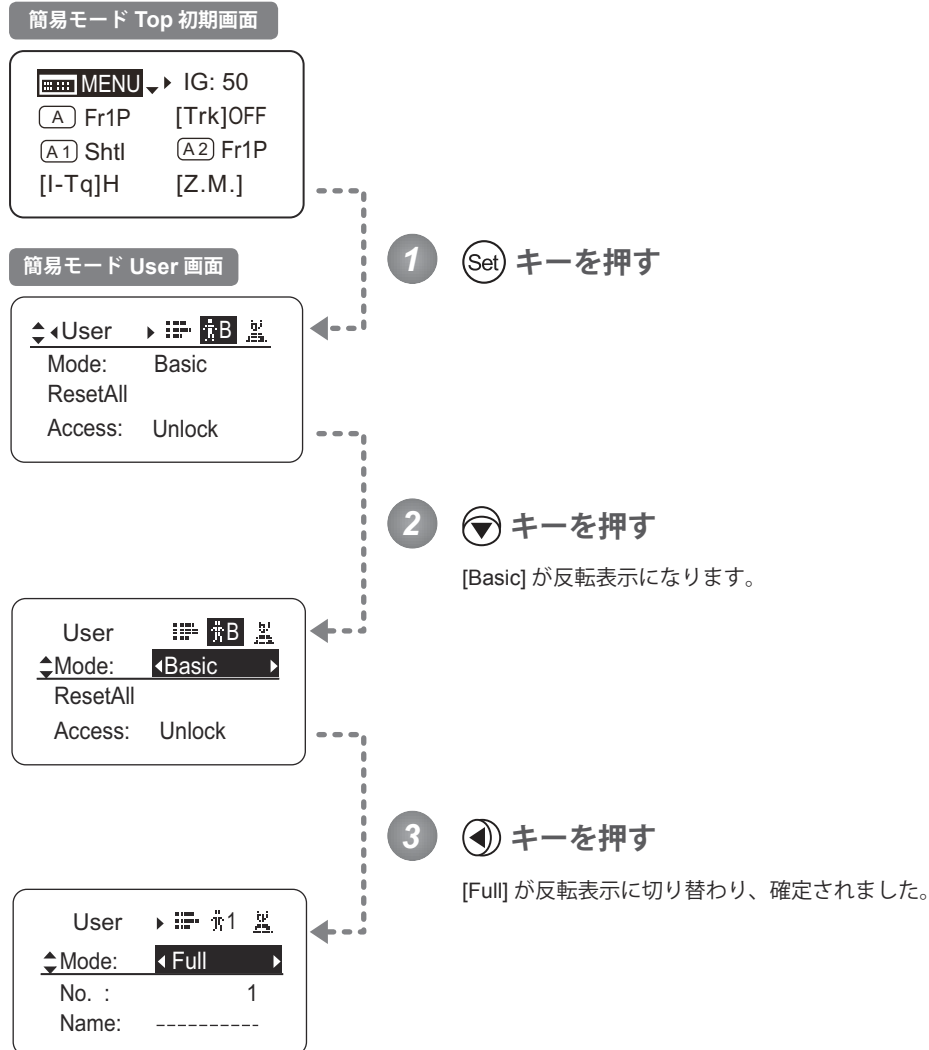 簡易モード Top 初期画面
MENU IG: 50
A Fr1P [Trk]OFF
A1 Shtl A2 Fr1P
[I-Tq]H [Z.M.]
1 Set キーを押す
簡易モード User 画面
User B
Mode: Basic
ResetAll
Access: Unlock
2 キーを押す
[Basic] が反転表示になります。
User B
Mode: Basic
ResetAll
Access: Unlock
3 キーを押す
[Full] が反転表示に切り替わり、確定されました。
User 1
Mode: Full
No. : 1
Name: ----------